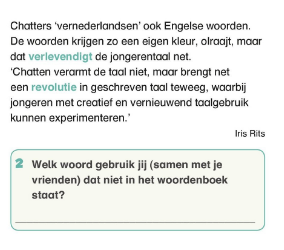 Chatters ‘vernederlandsen’ ook Engelse woorden.
De woorden krijgen zo een eigen kleur, olraajt, maar
dat verlevendigt de jongerentaal net.
‘Chatten verarmt de taal niet, maar brengt net
een revolutie in geschreven taal teweeg, waarbij
jongeren met creatief en vernieuwend taalgebruik
kunnen experimenteren.’
Iris Rits
2 Welk woord gebruik jij (samen met je
vrienden) dat niet in het woordenboek
staat?